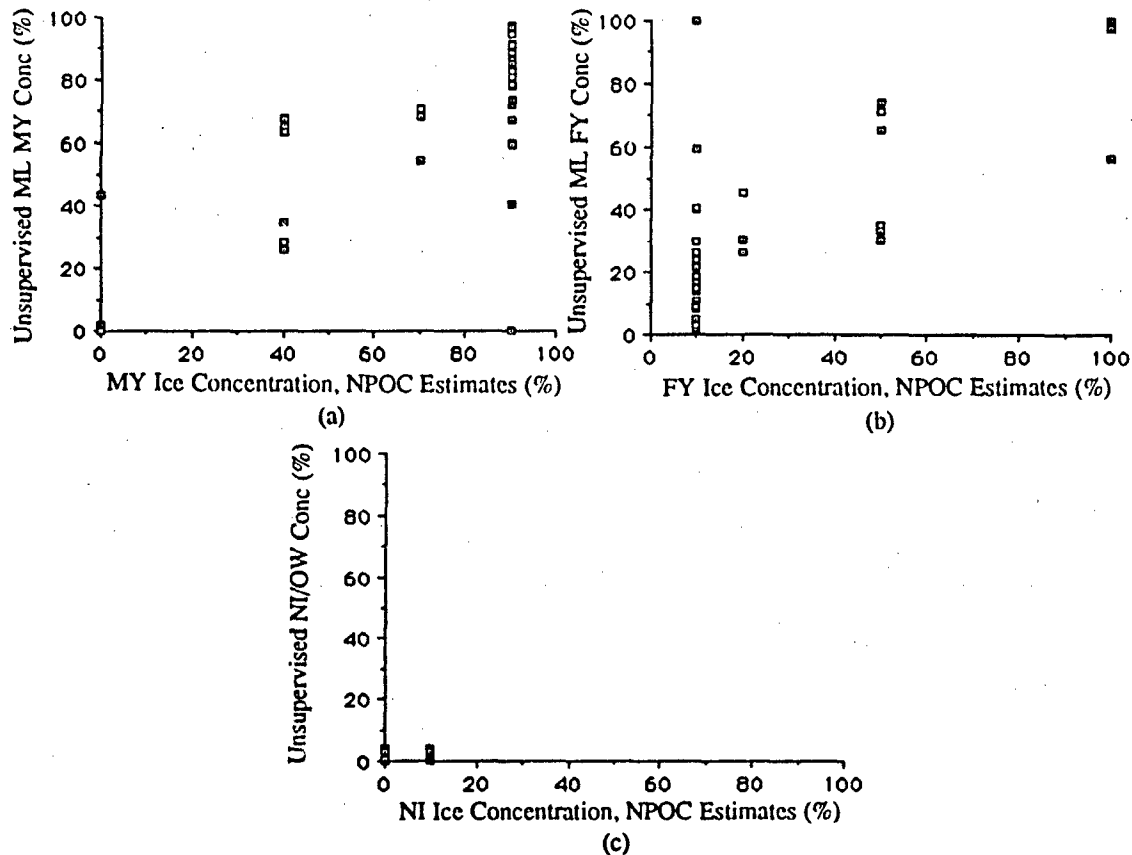 Unsupervised ML MY Conc (%)
100
80
60
40
20
0
0 20 40 60 80 100
MY Ice Concentration, NPOC Estimates (%)
(a)
Unsupervised ML FY Conc (%)
100
80
60
40
20
0
0 20 40 60 80 100
FY Ice Concentration, NPOC Estimates (%)
(b)
Unsupervised NI/OW Conc (%)
100
80
60
40
20
0
0 20 40 60 80 100
NI Ice Concentration, NPOC Estimates (%)
(c)